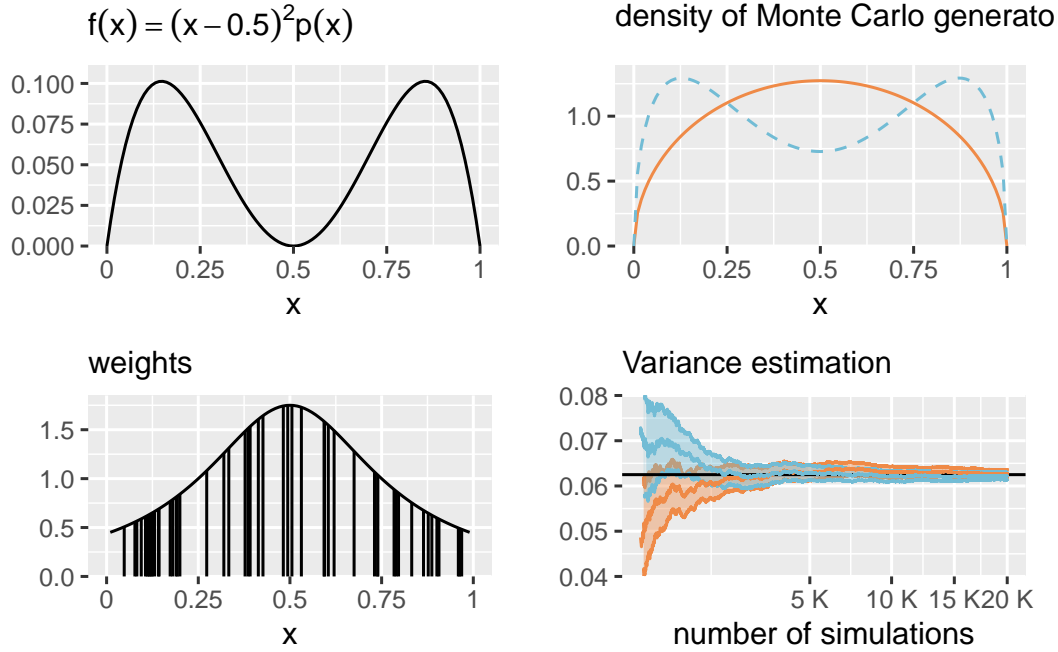 f(x) = (x − 0.5)²p(x)
0.100
0.075
0.050
0.025
0.000
0 0.25 0.5 0.75 1
x
density of Monte Carlo generato
1.0
0.5
0.0
0 0.25 0.5 0.75 1
x
weights
1.5
1.0
0.5
0.0
0 0.25 0.5 0.75 1
x
Variance estimation
0.08
0.07
0.06
0.05
0.04
5 K 10 K 15 K 20 K
number of simulations